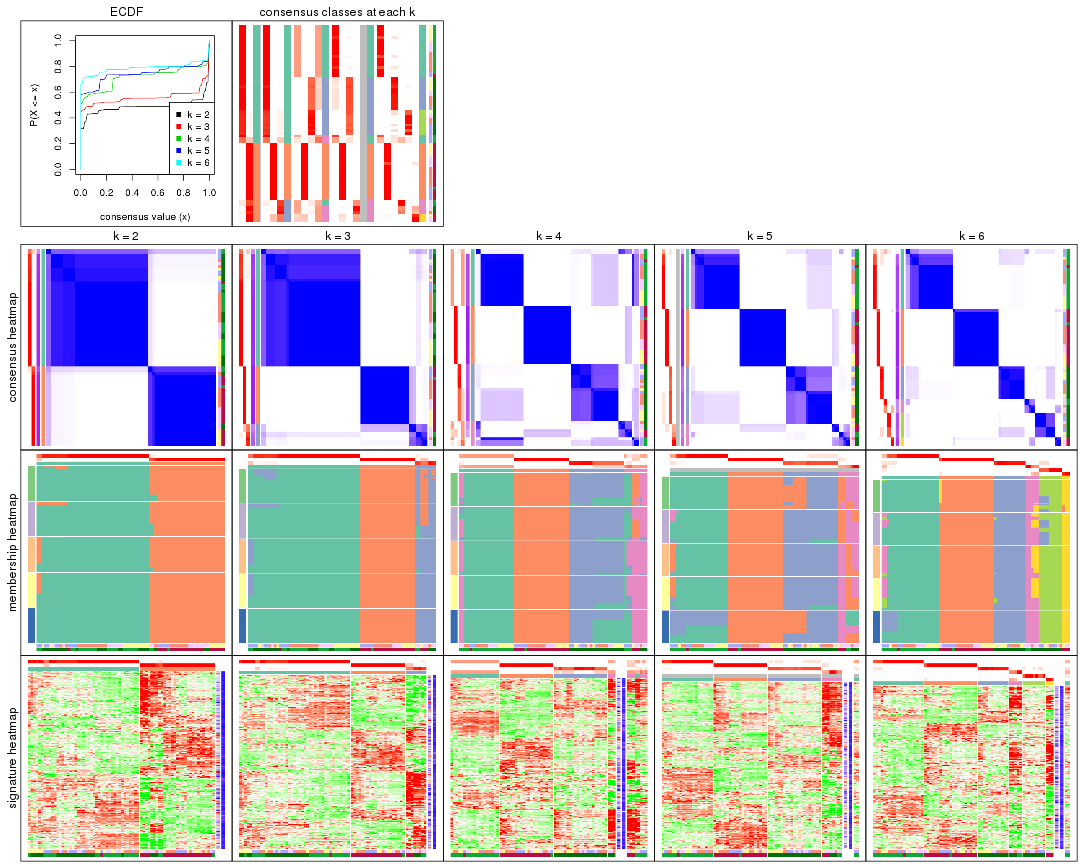 ECDF
consensus classes at each k
P(X <= x)
0.0 0.2 0.4 0.6 0.8 1.0
k = 2
k = 3
k = 4
k = 5
k = 6
0.0 0.2 0.4 0.6 0.8 1.0
consensus value (x)
k = 2 k = 3 k = 4 k = 5 k = 6
consensus heatmap
membership heatmap
signature heatmap